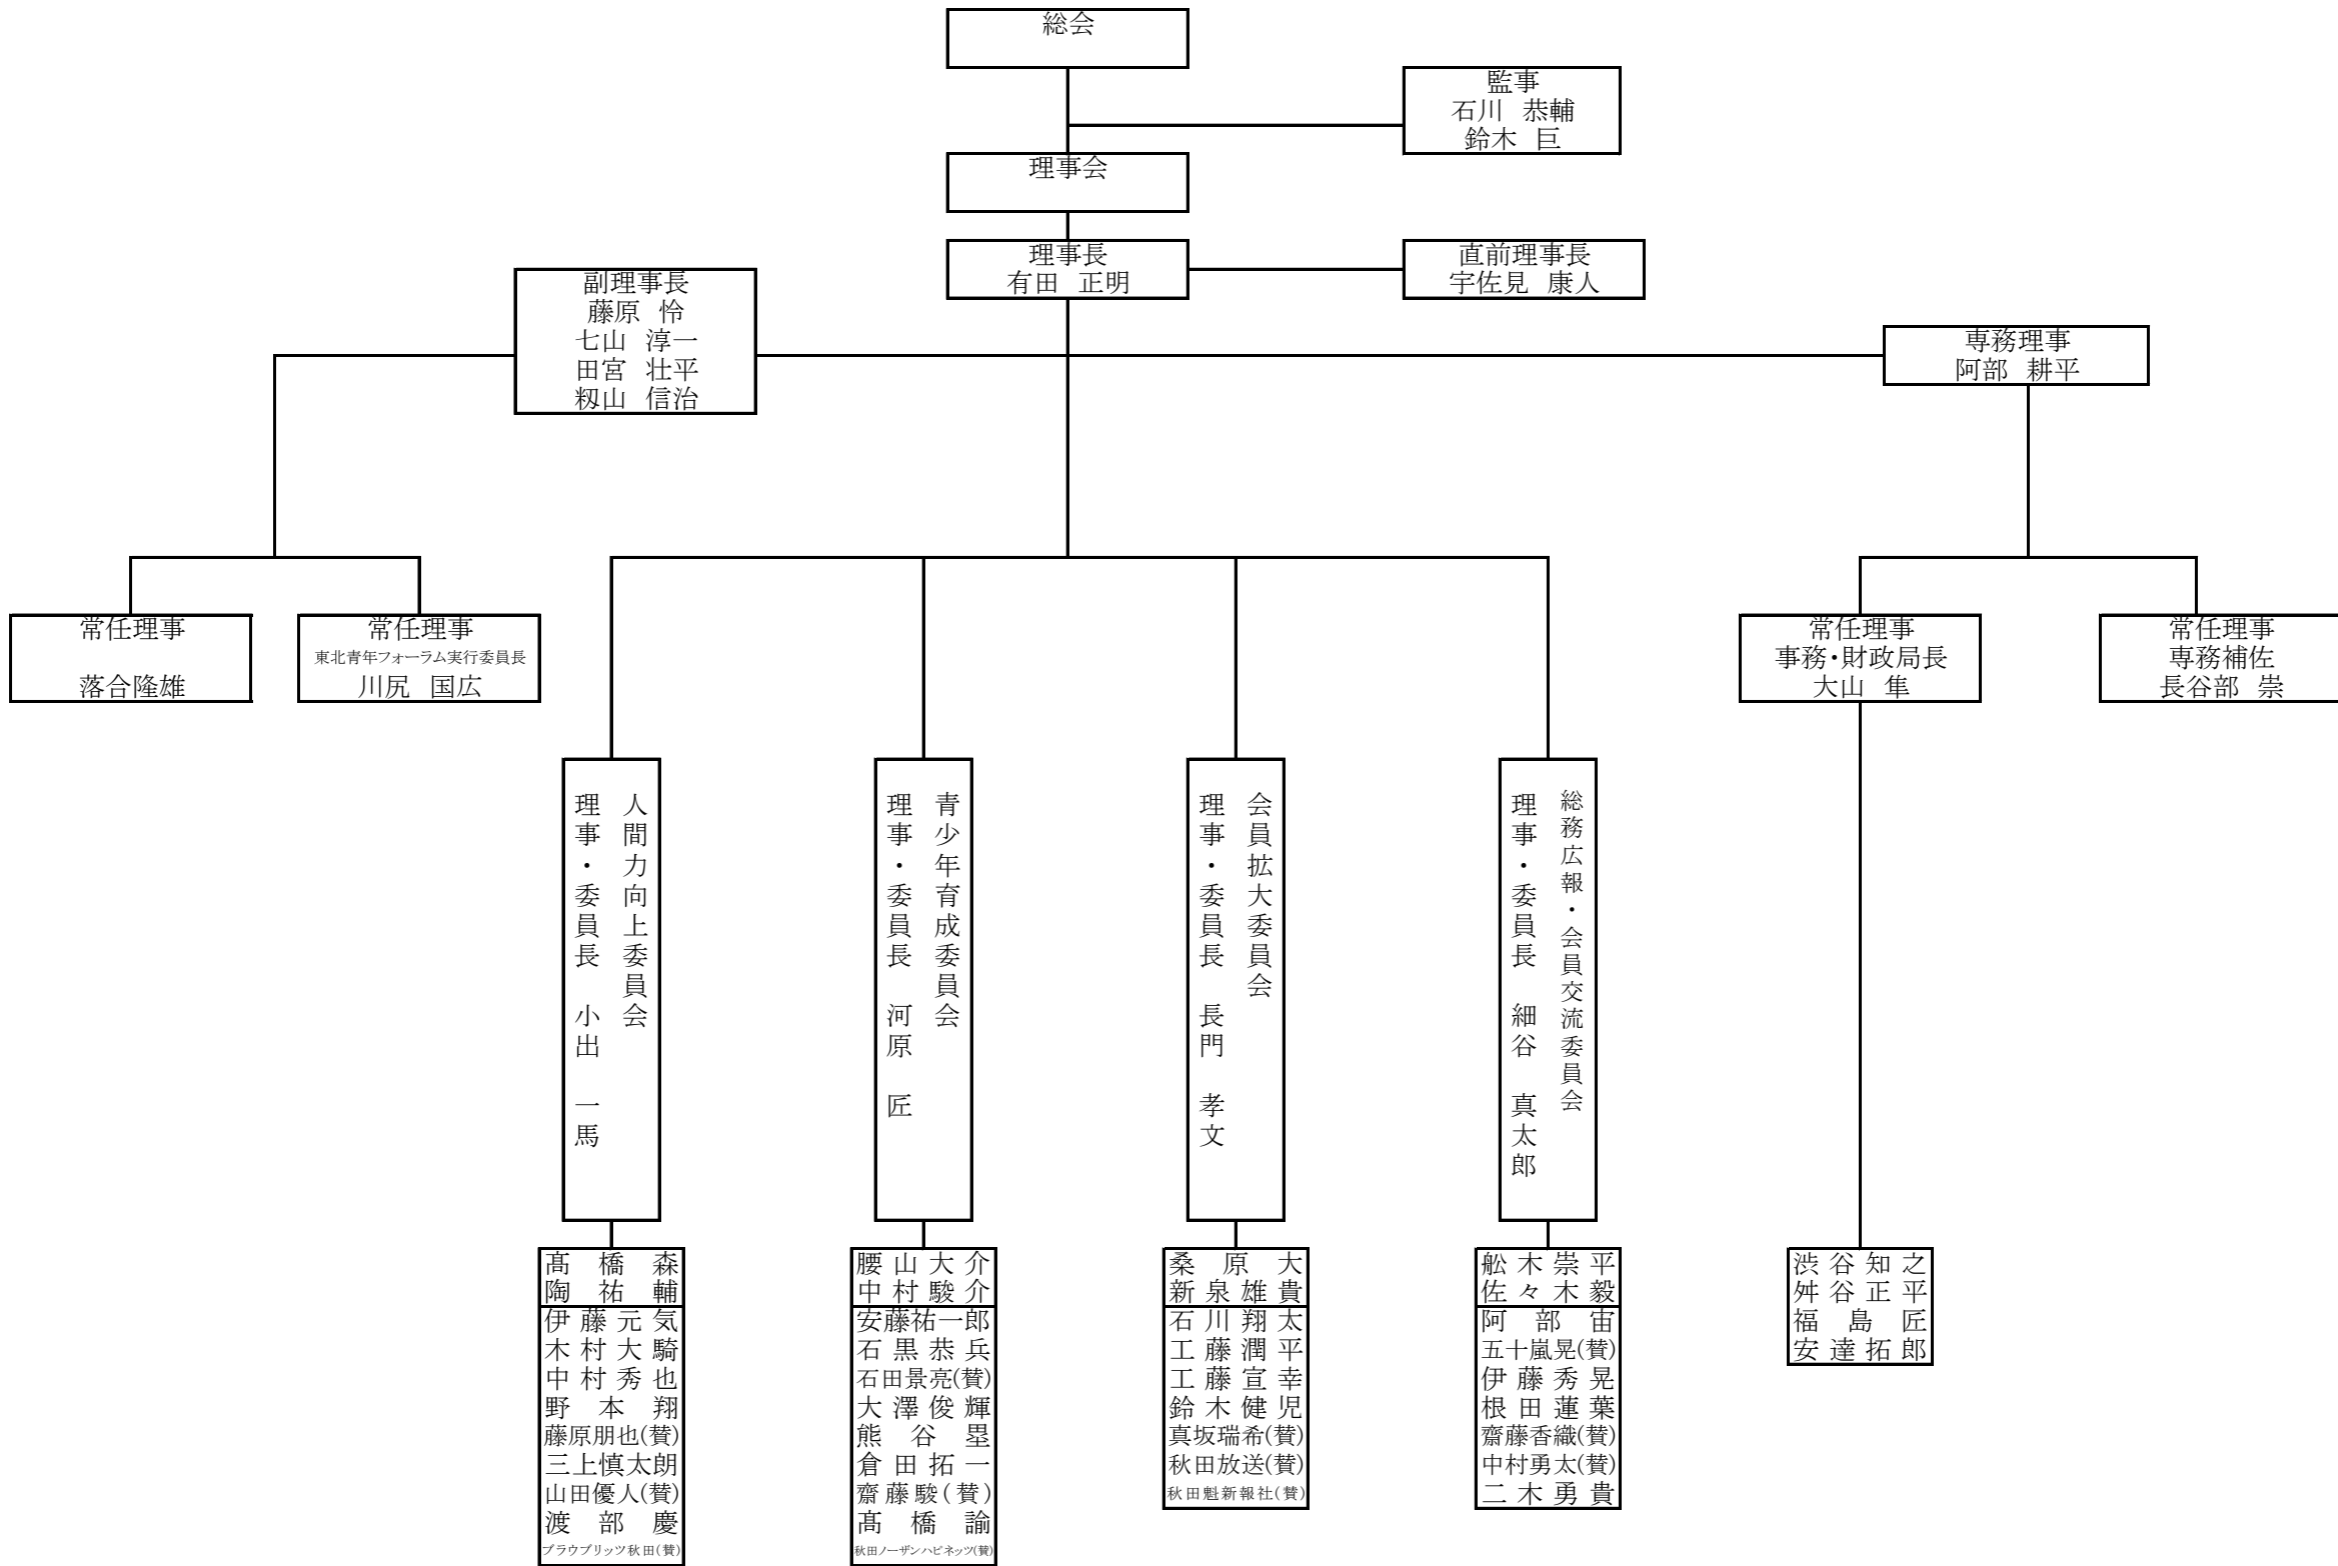 総会
監事
石川 恭輔
鈴木 巨
理事会
理事長
有田 正明
直前理事長
宇佐見 康人
副理事長
藤原 怜
七山 淳一
田宮 壮平
籾山 信治
専務理事
阿部 耕平
常任理事
落合隆雄
常任理事
東北青年フォーラム実行委員長
川尻 国広
常任理事
事務・財政局長
大山 隼
常任理事
専務補佐
長谷部 崇
人間力向上委員会
理事・委員長 小出 一馬
青少年育成委員会
理事・委員長 河原 匠
会員拡大委員会
理事・委員長 長門 孝文
総務広報・会員交流委員会
理事・委員長 細谷 真太郎
髙橋森
陶祐輔
伊藤元気
木村大騎
中村秀也
野本翔
藤原朋也(賛)
三上慎太朗
山田優人(賛)
渡部慶
ブラウブリッツ秋田(賛)
腰山大介
中村駿介
安藤祐一郎
石黒恭兵
石田景亮(賛)
大澤俊輝
熊谷塁
倉田拓一
齋藤駿(賛)
髙橋諭
秋田ノーザンハピネッツ(賛)
桑原大
新泉雄貴
石川翔太
工藤潤平
工藤宣幸
鈴木健児
真坂瑞希(賛)
秋田放送(賛)
秋田魁新報社(賛)
舩木崇平
佐々木毅
阿部宙
五十嵐晃(賛)
伊藤秀晃
根田蓮葉
齋藤香織(賛)
中村勇太(賛)
二木勇貴
渋谷知之
舛谷正平
福島匠
安達拓郎